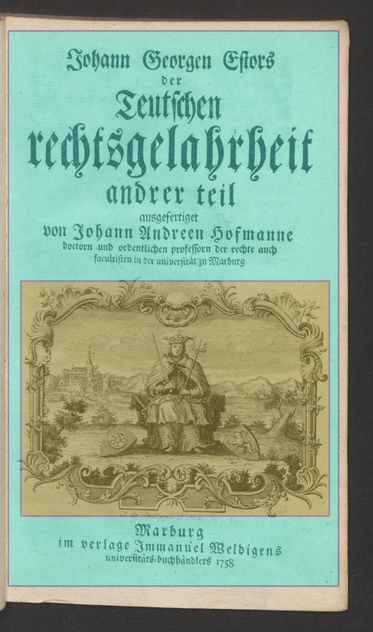 Johann Georgen Estors
der
Teutschen
rechtsgelahrheit
andrer teil
ausgefertiget
von Johann Andreen Hofmanne
doctorn und ordentlichen professorn der rechte auch
facultisten in der universität zu Marburg
Marburg
im verlage Immanuel Weldigens
universitäts-buchhändlers 1758